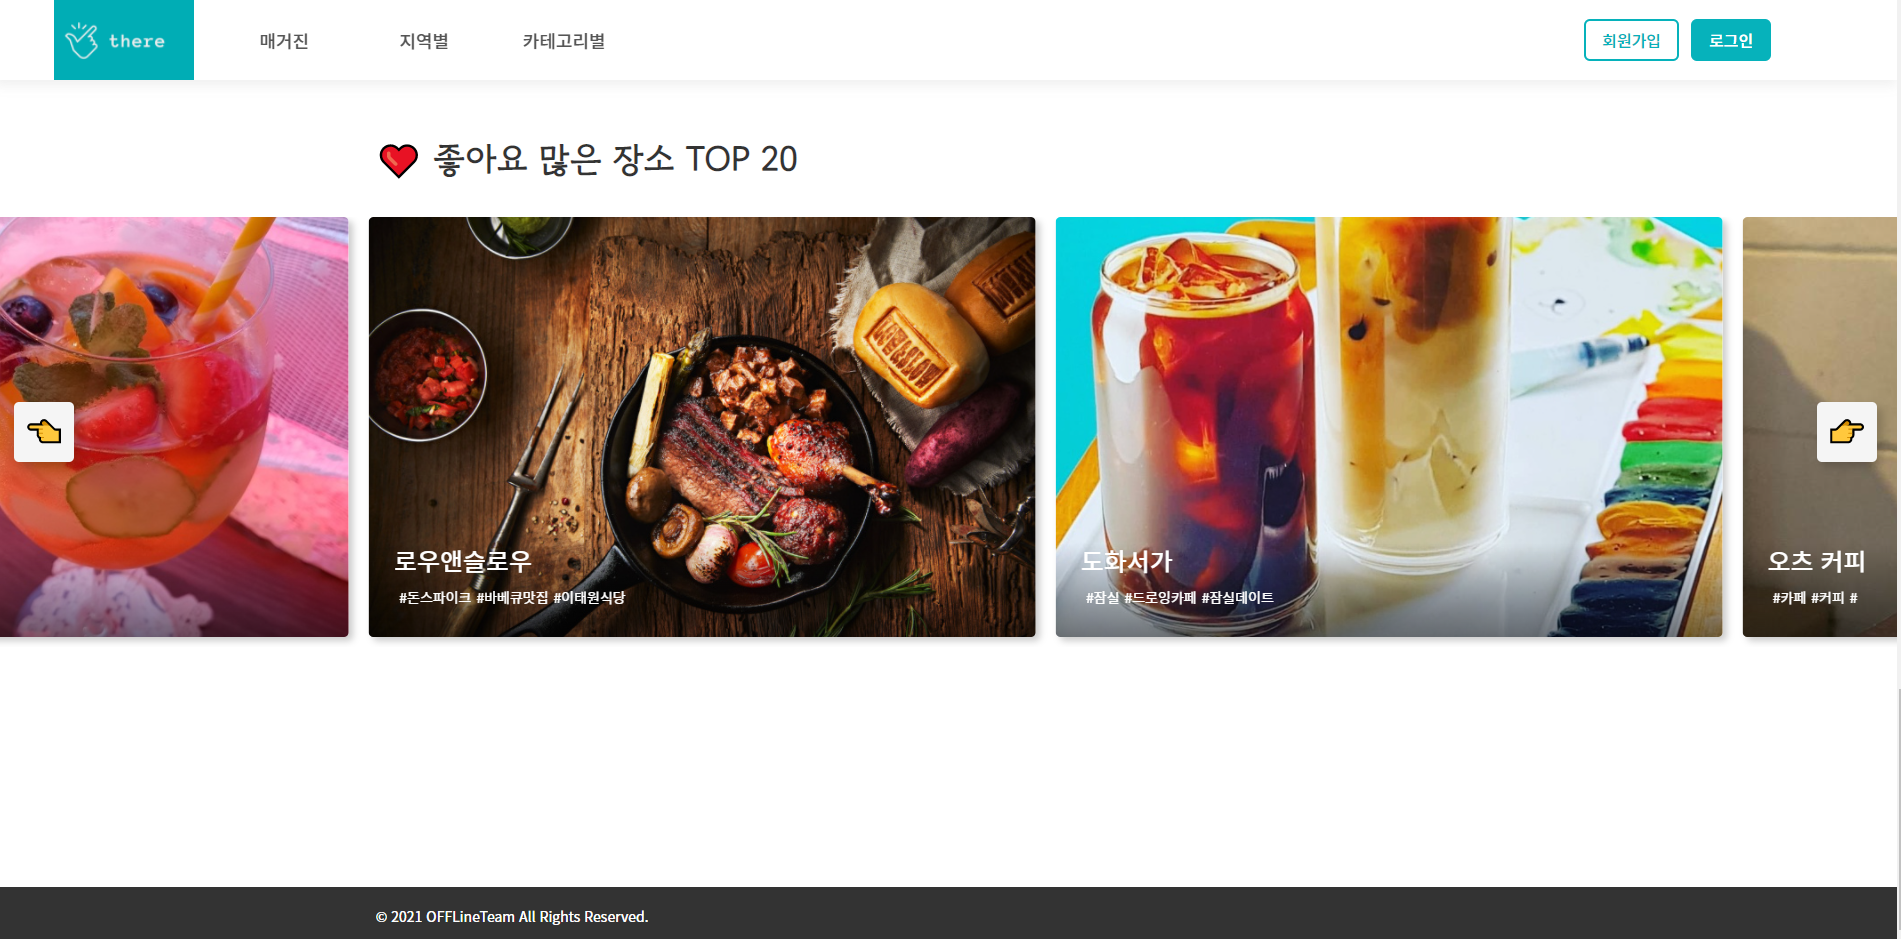 there
매거진
지역별
카테고리별
회원가입
로그인
좋아요 많은 장소 TOP 20
로우앤슬로우
#돈스파이크 #바베큐맛집 #이태원식당
도화서가
#잠실 #드로잉카페 #잠실데이트
오츠 커피
#카페 #커피 #
© 2021 OFFLineTeam All Rights Reserved.